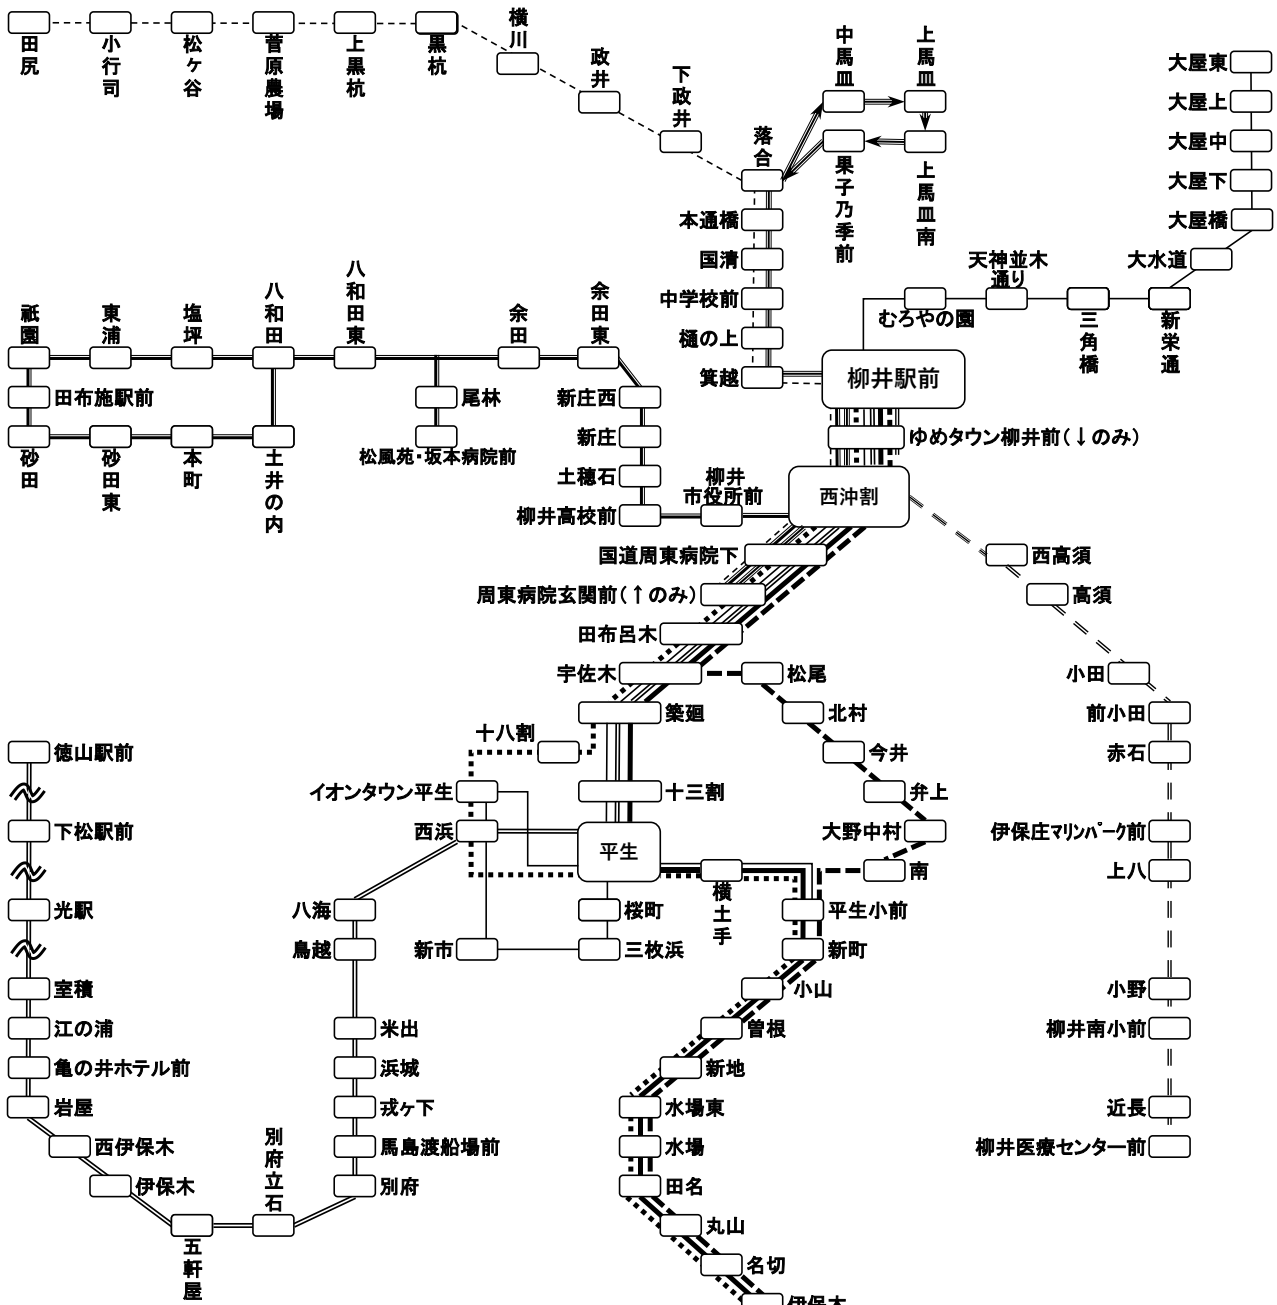 田尻
小行司
松ヶ谷
菅原農場
上黒杭
黒杭
横川
政井
下政井
落合
中馬皿
上馬皿
果子乃季前
上馬皿南
大屋東
大屋上
大屋中
大屋下
大屋橋
大水道
天神並木
通り
むろやの園
三角橋
新栄通
本通橋
国清
中学校前
樋の上
箕越
柳井駅前
ゆめタウン柳井前(↓のみ)
西沖割
祇園
東浦
塩坪
八和田
八和田東
余田
余田東
田布施駅前
尾林
新庄西
砂田
砂田東
本町
土井の内
松風苑・坂本病院前
新庄
土穂石
柳井高校前
柳井
市役所前
国道周東病院下
周東病院玄関前(↑のみ)
田布呂木
宇佐木
築廻
西高須
高須
小田
前小田
赤石
伊保庄マリンパーク前
上八
小野
柳井南小前
近長
柳井医療センター前
松尾
北村
今井
弁上
大野中村
南
十八割
イオンタウン平生
西浜
十三割
平生
横土手
平生小前
新町
桜町
三枚浜
新市
八海
鳥越
米出
浜城
戎ヶ下
馬島渡船場前
別府
別府立石
五軒屋
徳山駅前
下松駅前
光駅
室積
江の浦
亀の井ホテル前
岩屋
西伊保木
伊保木
小山
曽根
新地
水場東
水場
田名
丸山
名切
伊保木